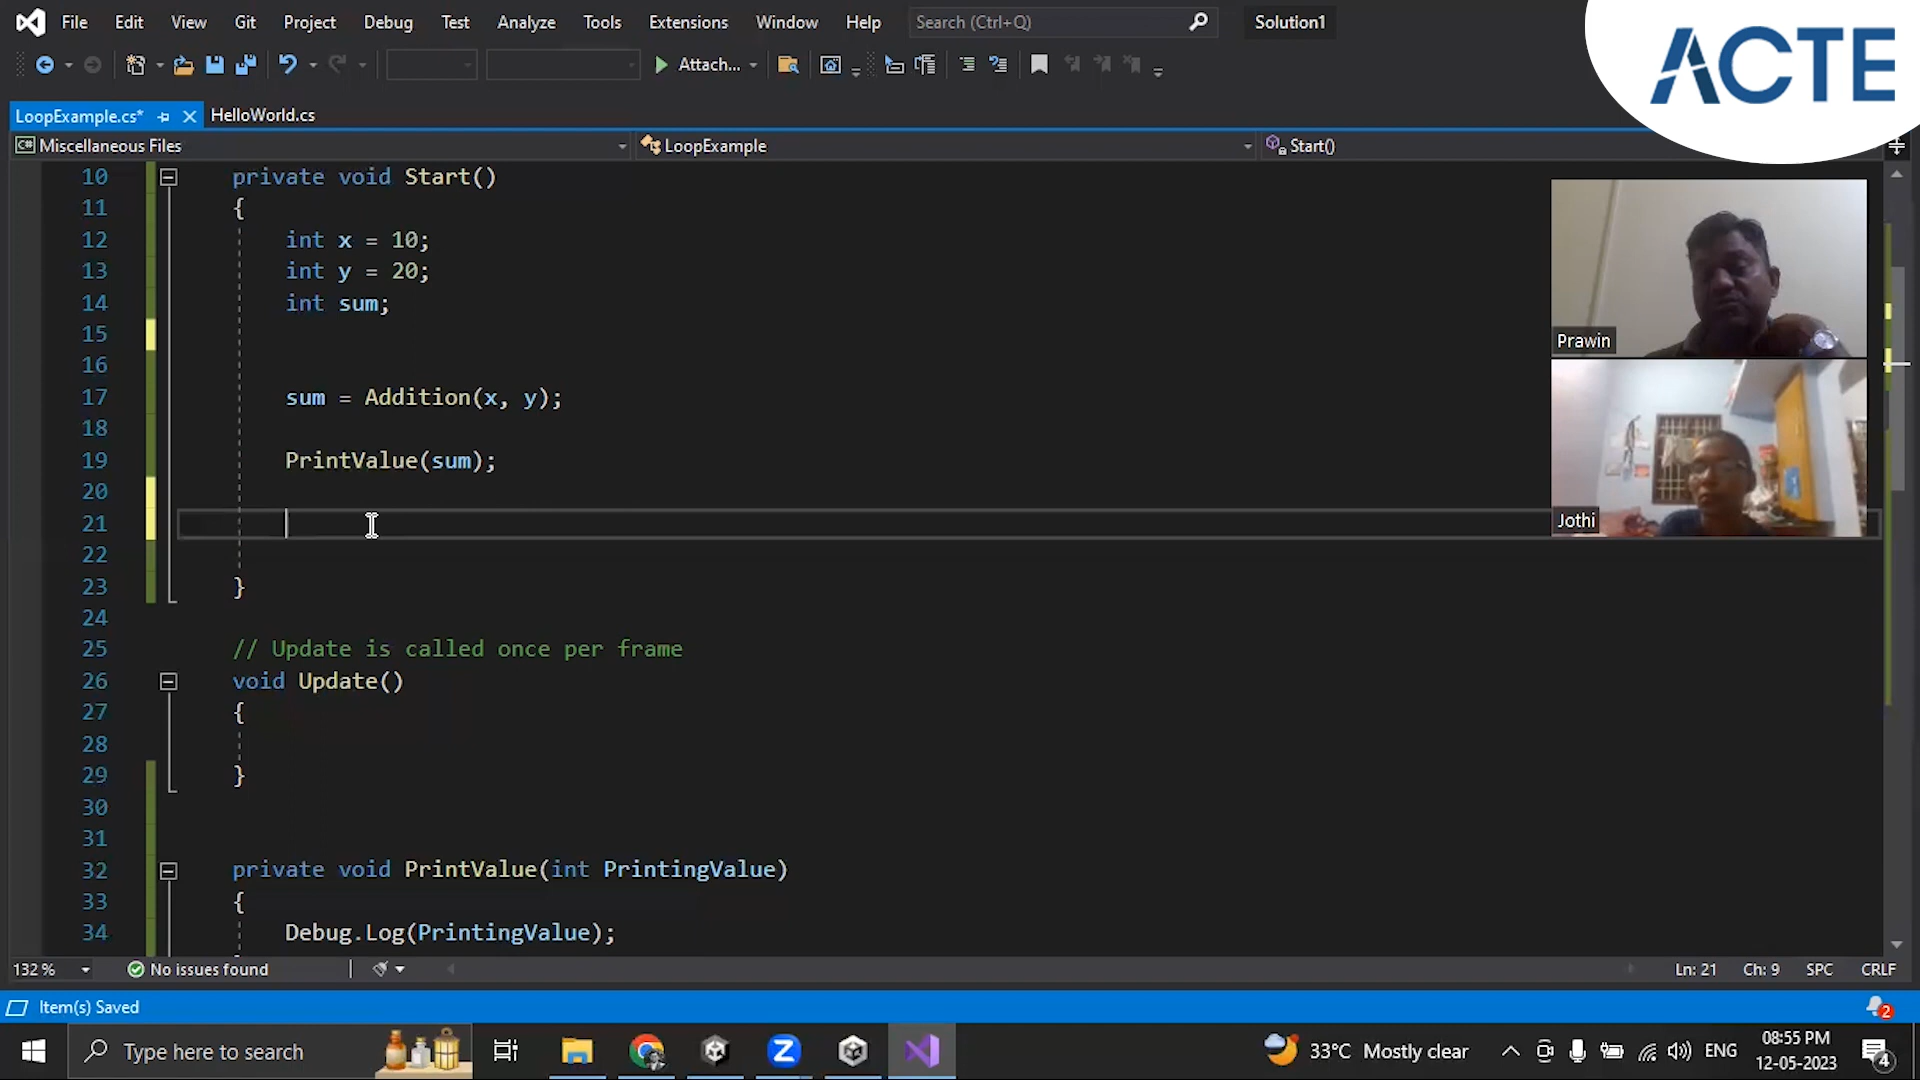 File Edit View Git Project Debug Test Analyze Tools Extensions Window Help Search (Ctrl+Q) Solution1
ACTE
Attach...
LoopExample.cs* HelloWorld.cs
C# Miscellaneous Files LoopExample Start()
10 private void Start()
11 {
12 int x = 10;
13 int y = 20;
14 int sum;
15
16
17 sum = Addition(x, y);
18
19 PrintValue(sum);
20
21
22
23 }
24
25 // Update is called once per frame
26 void Update()
27 {
28
29 }
30
31
32 private void PrintValue(int PrintingValue)
33 {
34 Debug.Log(PrintingValue);
Prawin
Jothi
132 % No issues found Ln: 21 Ch: 9 SPC CRLF
Item(s) Saved 2
Type here to search 33°C Mostly clear ENG 08:55 PM
12-05-2023 4